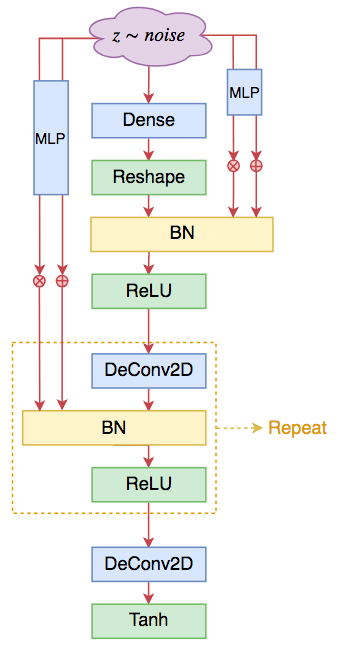 z ~ noise
MLP
MLP
Dense
Reshape
BN
ReLU
DeConv2D
BN
Repeat
ReLU
DeConv2D
Tanh